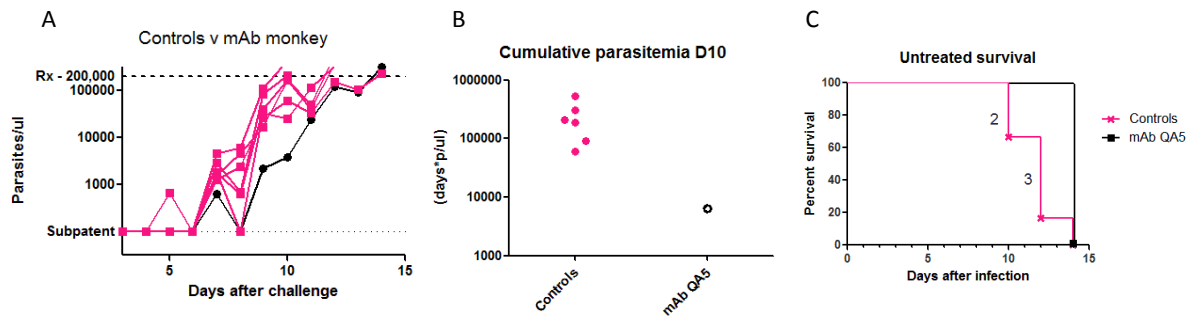 A
Controls v mAb monkey
Rx - 200,000
100000
10000
1000
Subpatent
Parasites/ul
5
10
15
Days after challenge
B
Cumulative parasitemia D10
1000000
100000
10000
1000
(days*p/ul)
Controls
mAb QA5
C
Untreated survival
100
80
60
40
20
0
Percent survival
2
3
0
5
10
15
Days after infection
Controls
mAb QA5